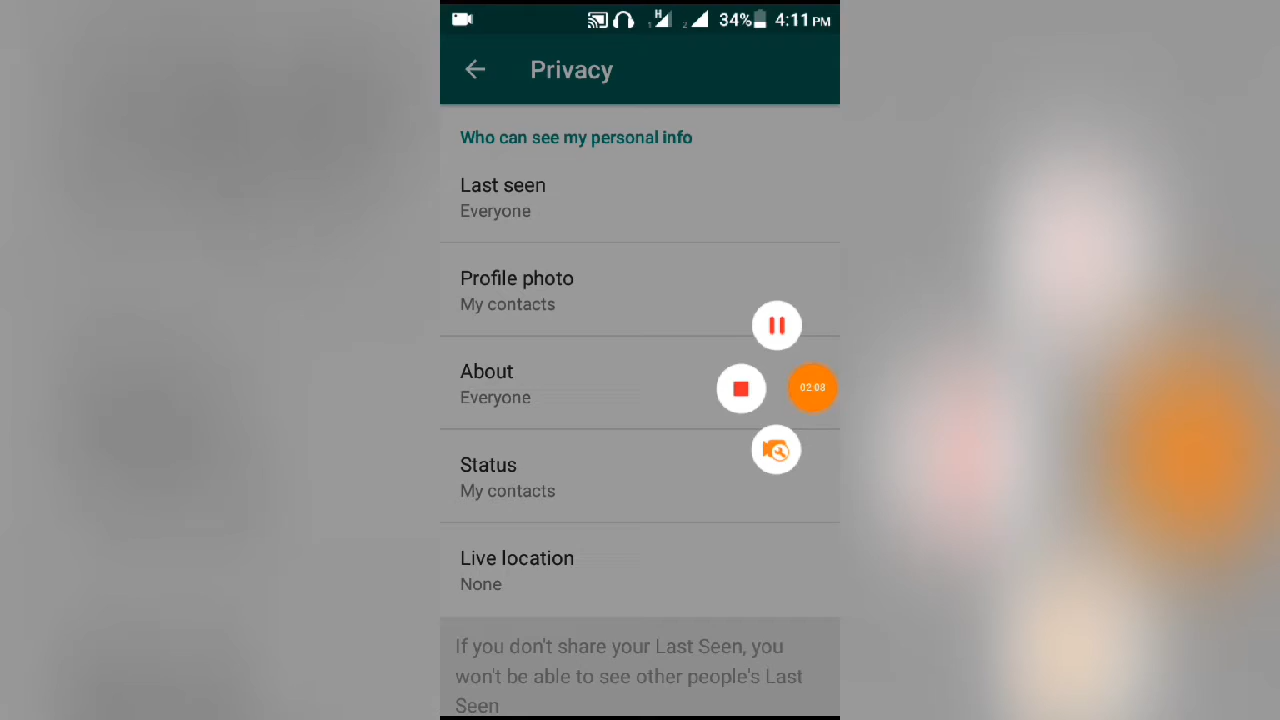 H 1 2 34% 4:11 PM
Privacy
Who can see my personal info
Last seen
Everyone
Profile photo
My contacts
About
Everyone
02:08
Status
My contacts
Live location
None
If you don't share your Last Seen, you
won't be able to see other people's Last
Seen